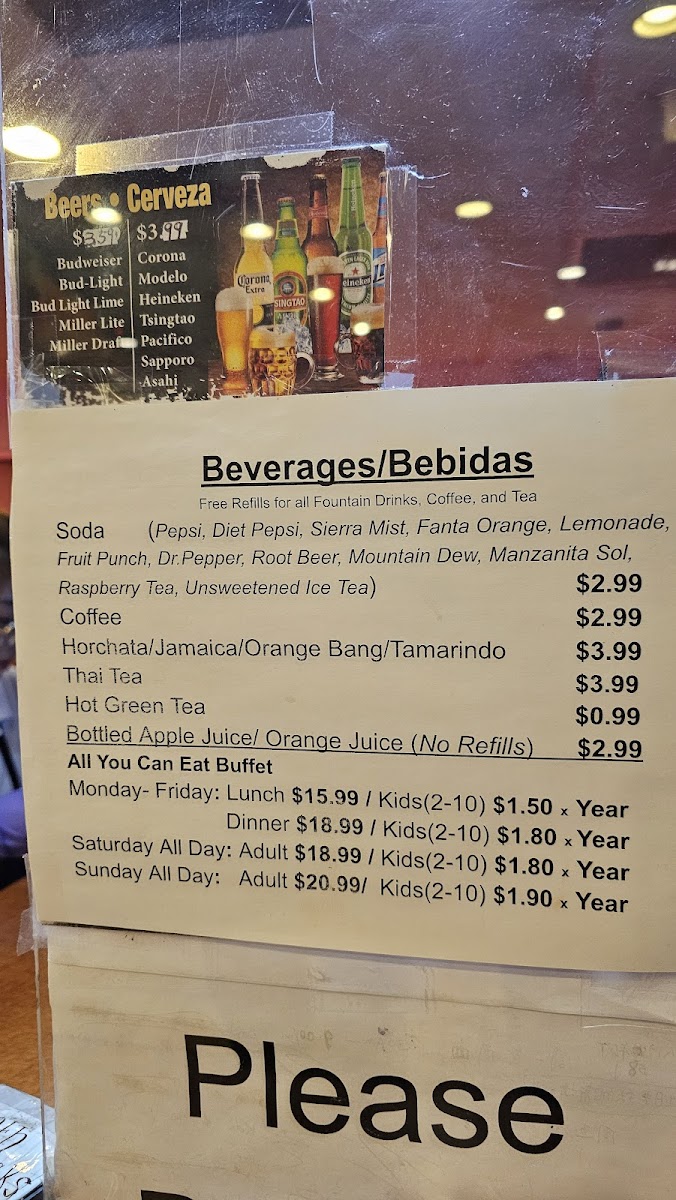 Beers • Cerveza
$3.59
Budweiser
Bud-Light
Bud Light Lime
Miller Lite
Miller Draft
$3.99
Corona
Modelo
Heineken
Tsingtao
Pacifico
Sapporo
Asahi
Corona
Extra
Heineken
Beverages/Bebidas
Free Refills for all Fountain Drinks, Coffee, and Tea
Soda (Pepsi, Diet Pepsi, Sierra Mist, Fanta Orange, Lemonade,
Fruit Punch, Dr.Pepper, Root Beer, Mountain Dew, Manzanita Sol,
Raspberry Tea, Unsweetened Ice Tea) $2.99
Coffee $2.99
Horchata/Jamaica/Orange Bang/Tamarindo $3.99
Thai Tea $3.99
Hot Green Tea $0.99
Bottled Apple Juice/ Orange Juice (No Refills) $2.99
All You Can Eat Buffet
Monday- Friday: Lunch $15.99 / Kids(2-10) $1.50 x Year
Dinner $18.99 / Kids(2-10) $1.80 x Year
Saturday All Day: Adult $18.99 / Kids(2-10) $1.80 x Year
Sunday All Day: Adult $20.99/ Kids(2-10) $1.90 x Year
Please